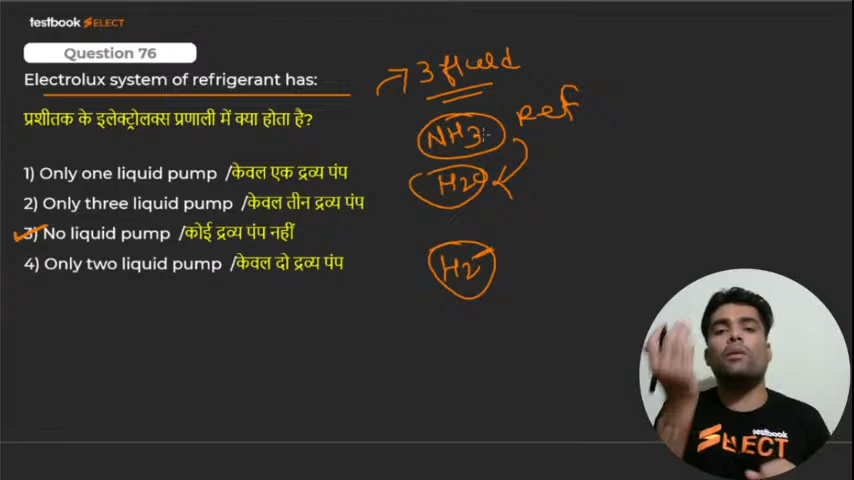 testbook SELECT
Question 76
Electrolux system of refrigerant has:
प्रशीतक के इलेक्ट्रोलक्स प्रणाली में क्या होता है?
1) Only one liquid pump /केवल एक द्रव्य पंप
2) Only three liquid pump /केवल तीन द्रव्य पंप
3) No liquid pump /कोई द्रव्य पंप नहीं
4) Only two liquid pump /केवल दो द्रव्य पंप
3 fluid
NH3 ref
H2O
H2
testbook
SELECT